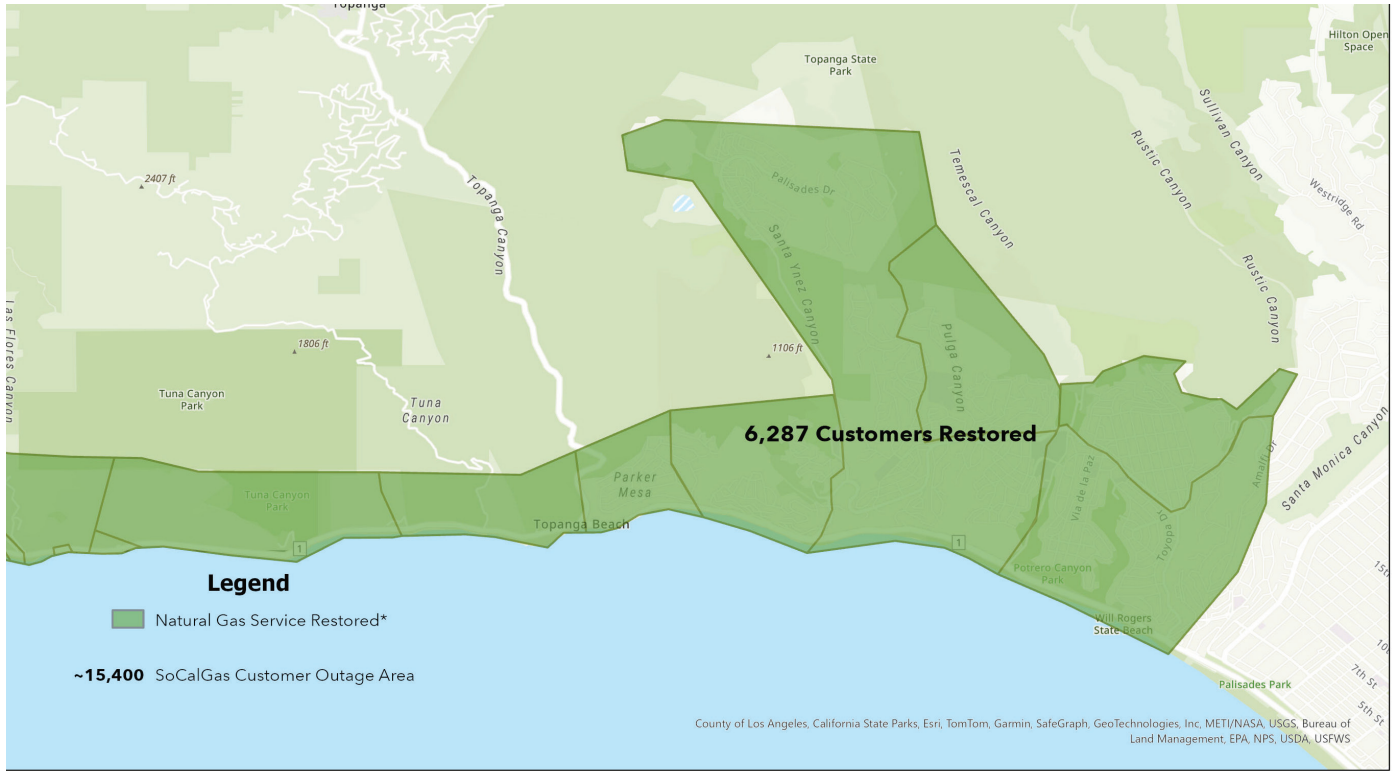 Topanga
Hilton Open
Space
Topanga State
Park
Sullivan Canyon
Rustic Canyon
Temescal Canyon
2407 ft
Palisades Dr
Westridge Rd
Topanga Canyon
Santa Ynez Canyon
Rustic Canyon
Las Flores Canyon
1806 ft
1106 ft
Pulga Canyon
Tuna Canyon
Park
Tuna
Canyon
6,287 Customers Restored
Santa Monica Canyon
Amalfi Dr
Via de la Paz
Parker
Mesa
Tuna Canyon
Park
Toyopa Dr
Topanga Beach
1
1
Potrero Canyon
Park
Legend
Natural Gas Service Restored*
Will Rogers
State Beach
~15,400 SoCalGas Customer Outage Area
Palisades Park
7th St
5th St
County of Los Angeles, California State Parks, Esri, TomTom, Garmin, SafeGraph, GeoTechnologies, Inc, METI/NASA, USGS, Bureau of
Land Management, EPA, NPS, USDA, USFWS